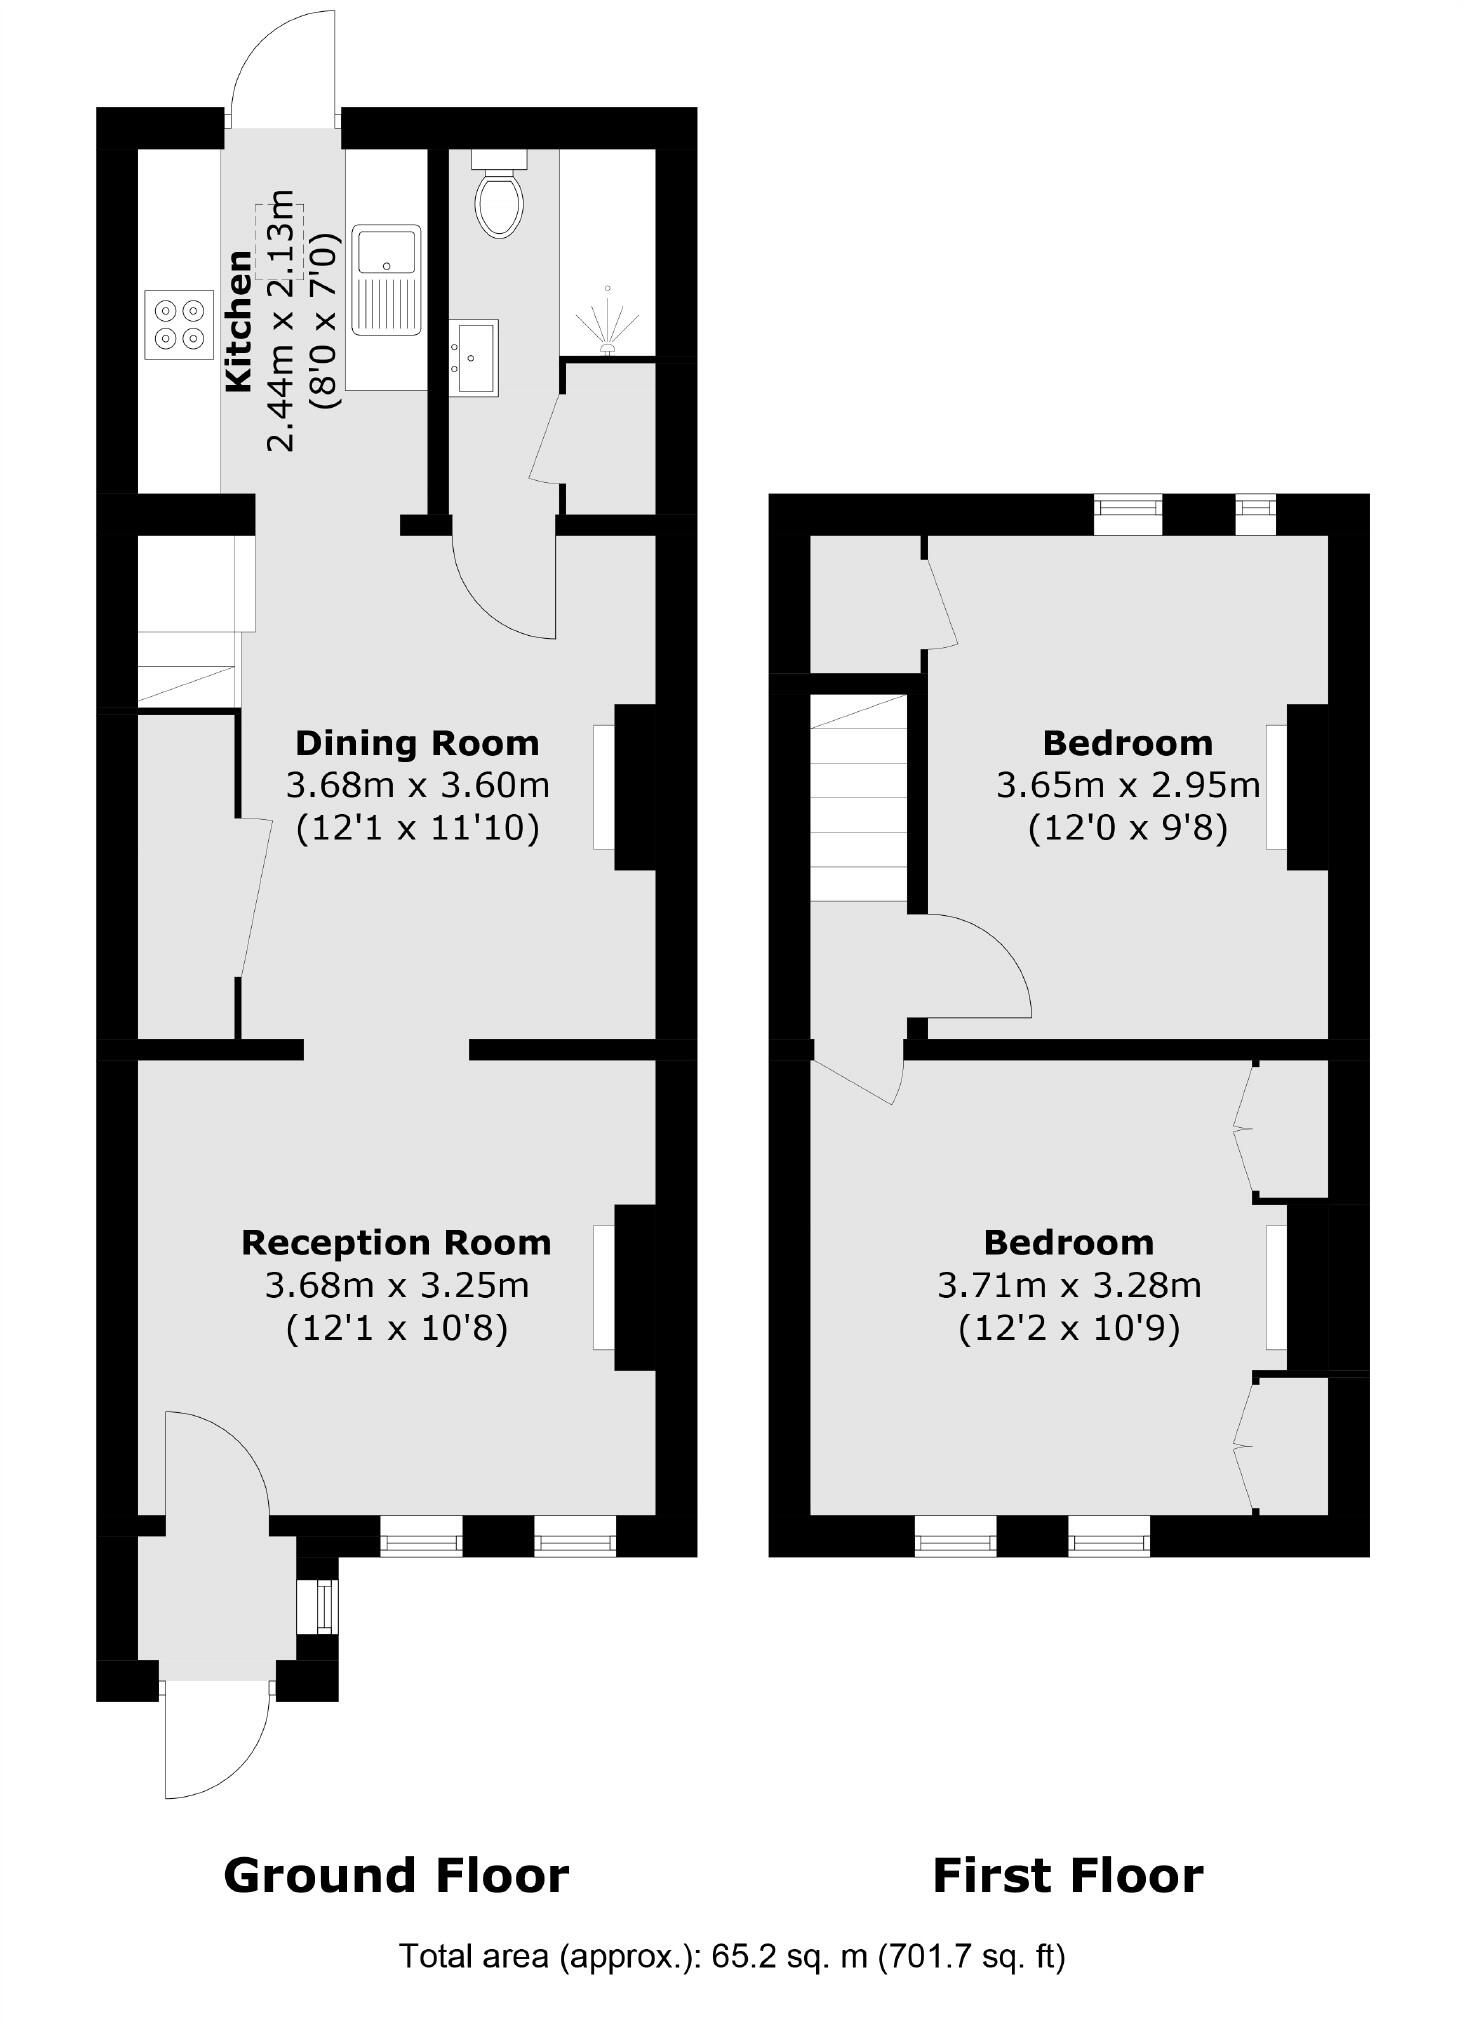 Kitchen
2.44m x 2.13m
(8'0 x 7'0)
Dining Room
3.68m x 3.60m
(12'1 x 11'10)
Bedroom
3.65m x 2.95m
(12'0 x 9'8)
Reception Room
3.68m x 3.25m
(12'1 x 10'8)
Bedroom
3.71m x 3.28m
(12'2 x 10'9)
Ground Floor
First Floor
Total area (approx.): 65.2 sq. m (701.7 sq. ft)